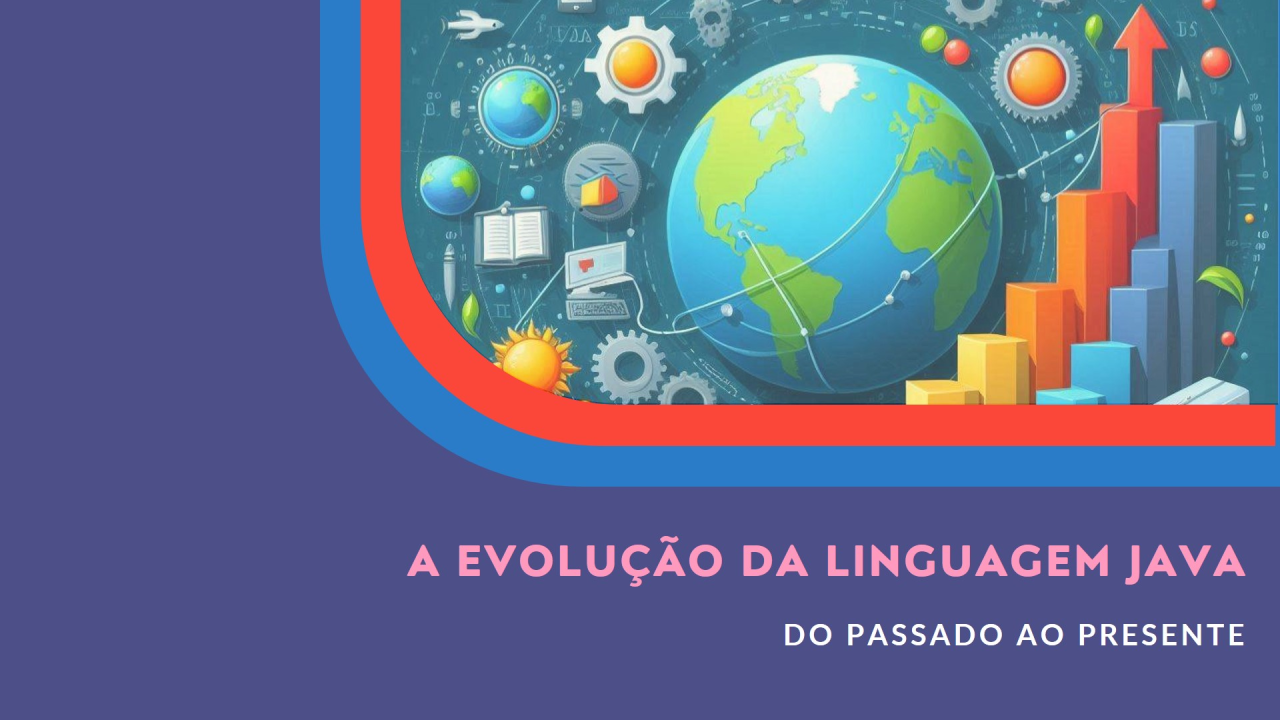 A EVOLUÇÃO DA LINGUAGEM JAVA
DO PASSADO AO PRESENTE